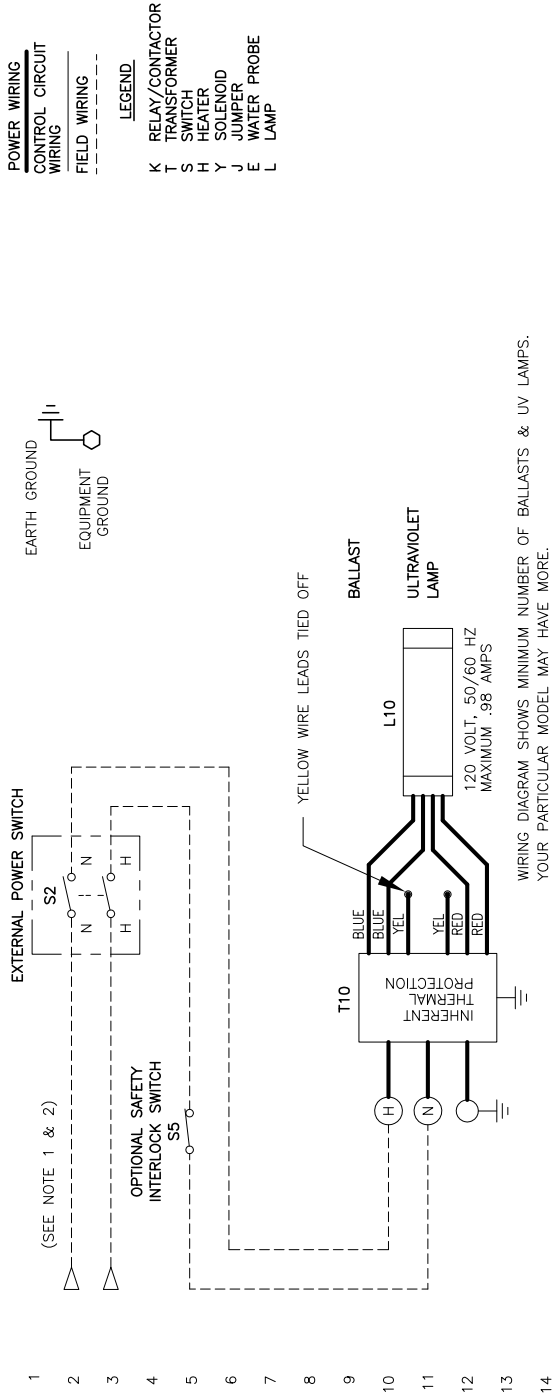 1
2
3
4
5
6
7
8
9
10
11
12
13
14
(SEE NOTE 1 & 2)
EXTERNAL POWER SWITCH
S2
N
N
H
H
OPTIONAL SAFETY
INTERLOCK SWITCH
S5
H
N
T10
INHERENT
THERMAL
PROTECTION
BLUE
BLUE
YEL
YEL
RED
RED
YELLOW WIRE LEADS TIED OFF
L10
120 VOLT, 50/60 HZ
MAXIMUM .98 AMPS
BALLAST
ULTRAVIOLET
LAMP
EARTH GROUND
EQUIPMENT
GROUND
WIRING DIAGRAM SHOWS MINIMUM NUMBER OF BALLASTS & UV LAMPS.
YOUR PARTICULAR MODEL MAY HAVE MORE.
POWER WIRING
CONTROL CIRCUIT
WIRING
FIELD WIRING
LEGEND
K RELAY/CONTACTOR
T TRANSFORMER
S SWITCH
H HEATER
Y SOLENOID
J JUMPER
E WATER PROBE
L LAMP